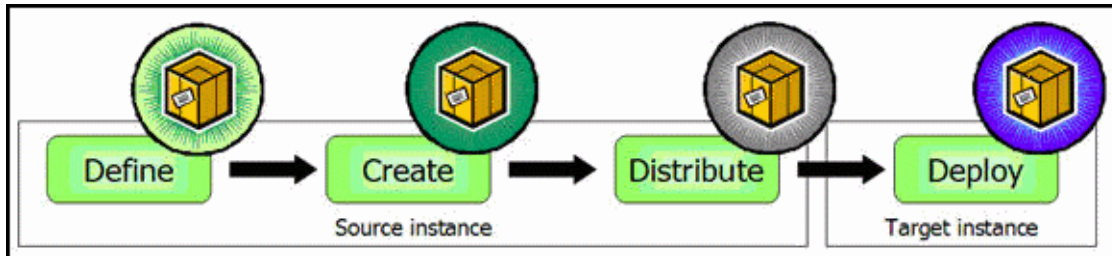 Define
Create
Distribute
Deploy
Source instance
Target instance